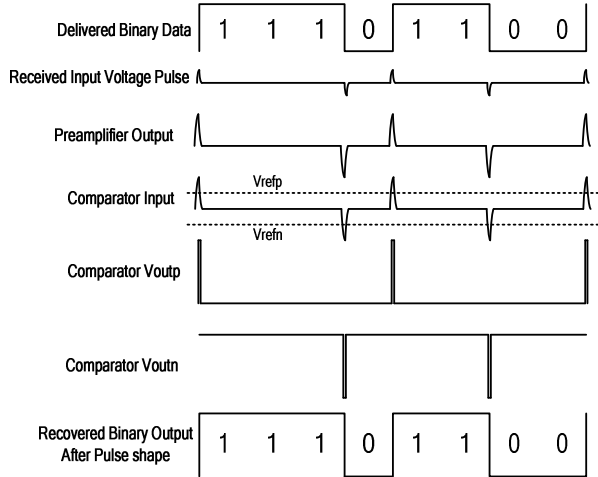 Delivered Binary Data 1 1 1 0 1 1 0 0
Received Input Voltage Pulse
Preamplifier Output
Vrefp
Comparator Input
Vrefn
Comparator Voutp
Comparator Voutn
Recovered Binary Output
After Pulse shape
1 1 1 0 1 1 0 0